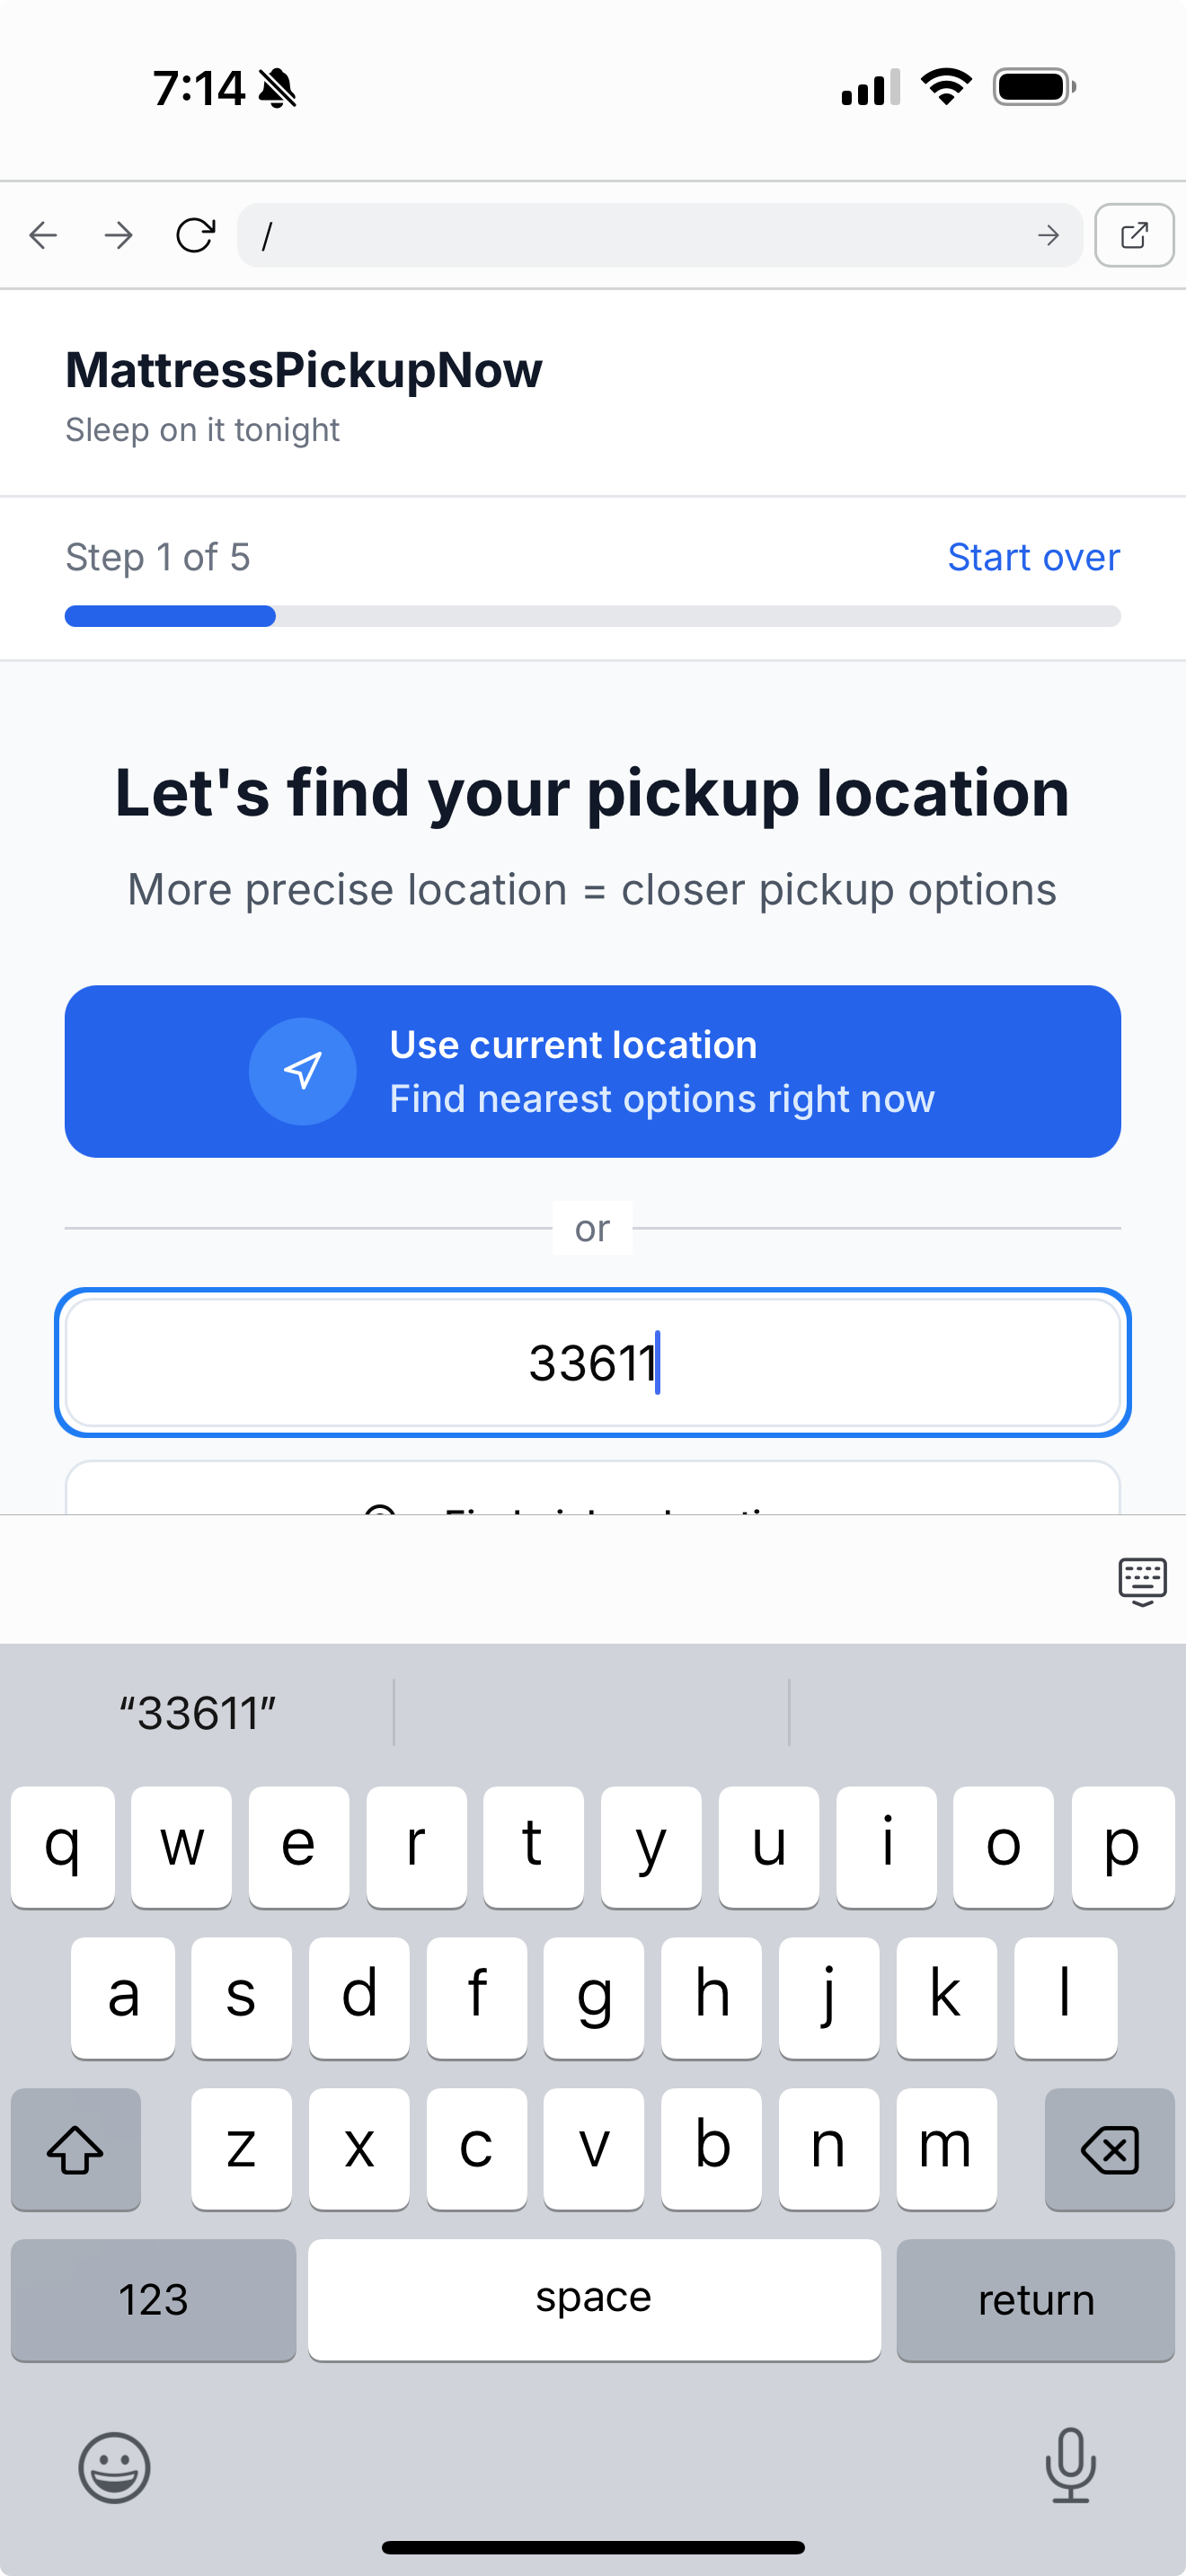 7:14
/
MattressPickupNow
Sleep on it tonight
Step 1 of 5
Start over
Let's find your pickup location
More precise location = closer pickup options
Use current location
Find nearest options right now
or
33611
“33611”
q w e r t y u i o p
a s d f g h j k l
z x c v b n m
123 space return